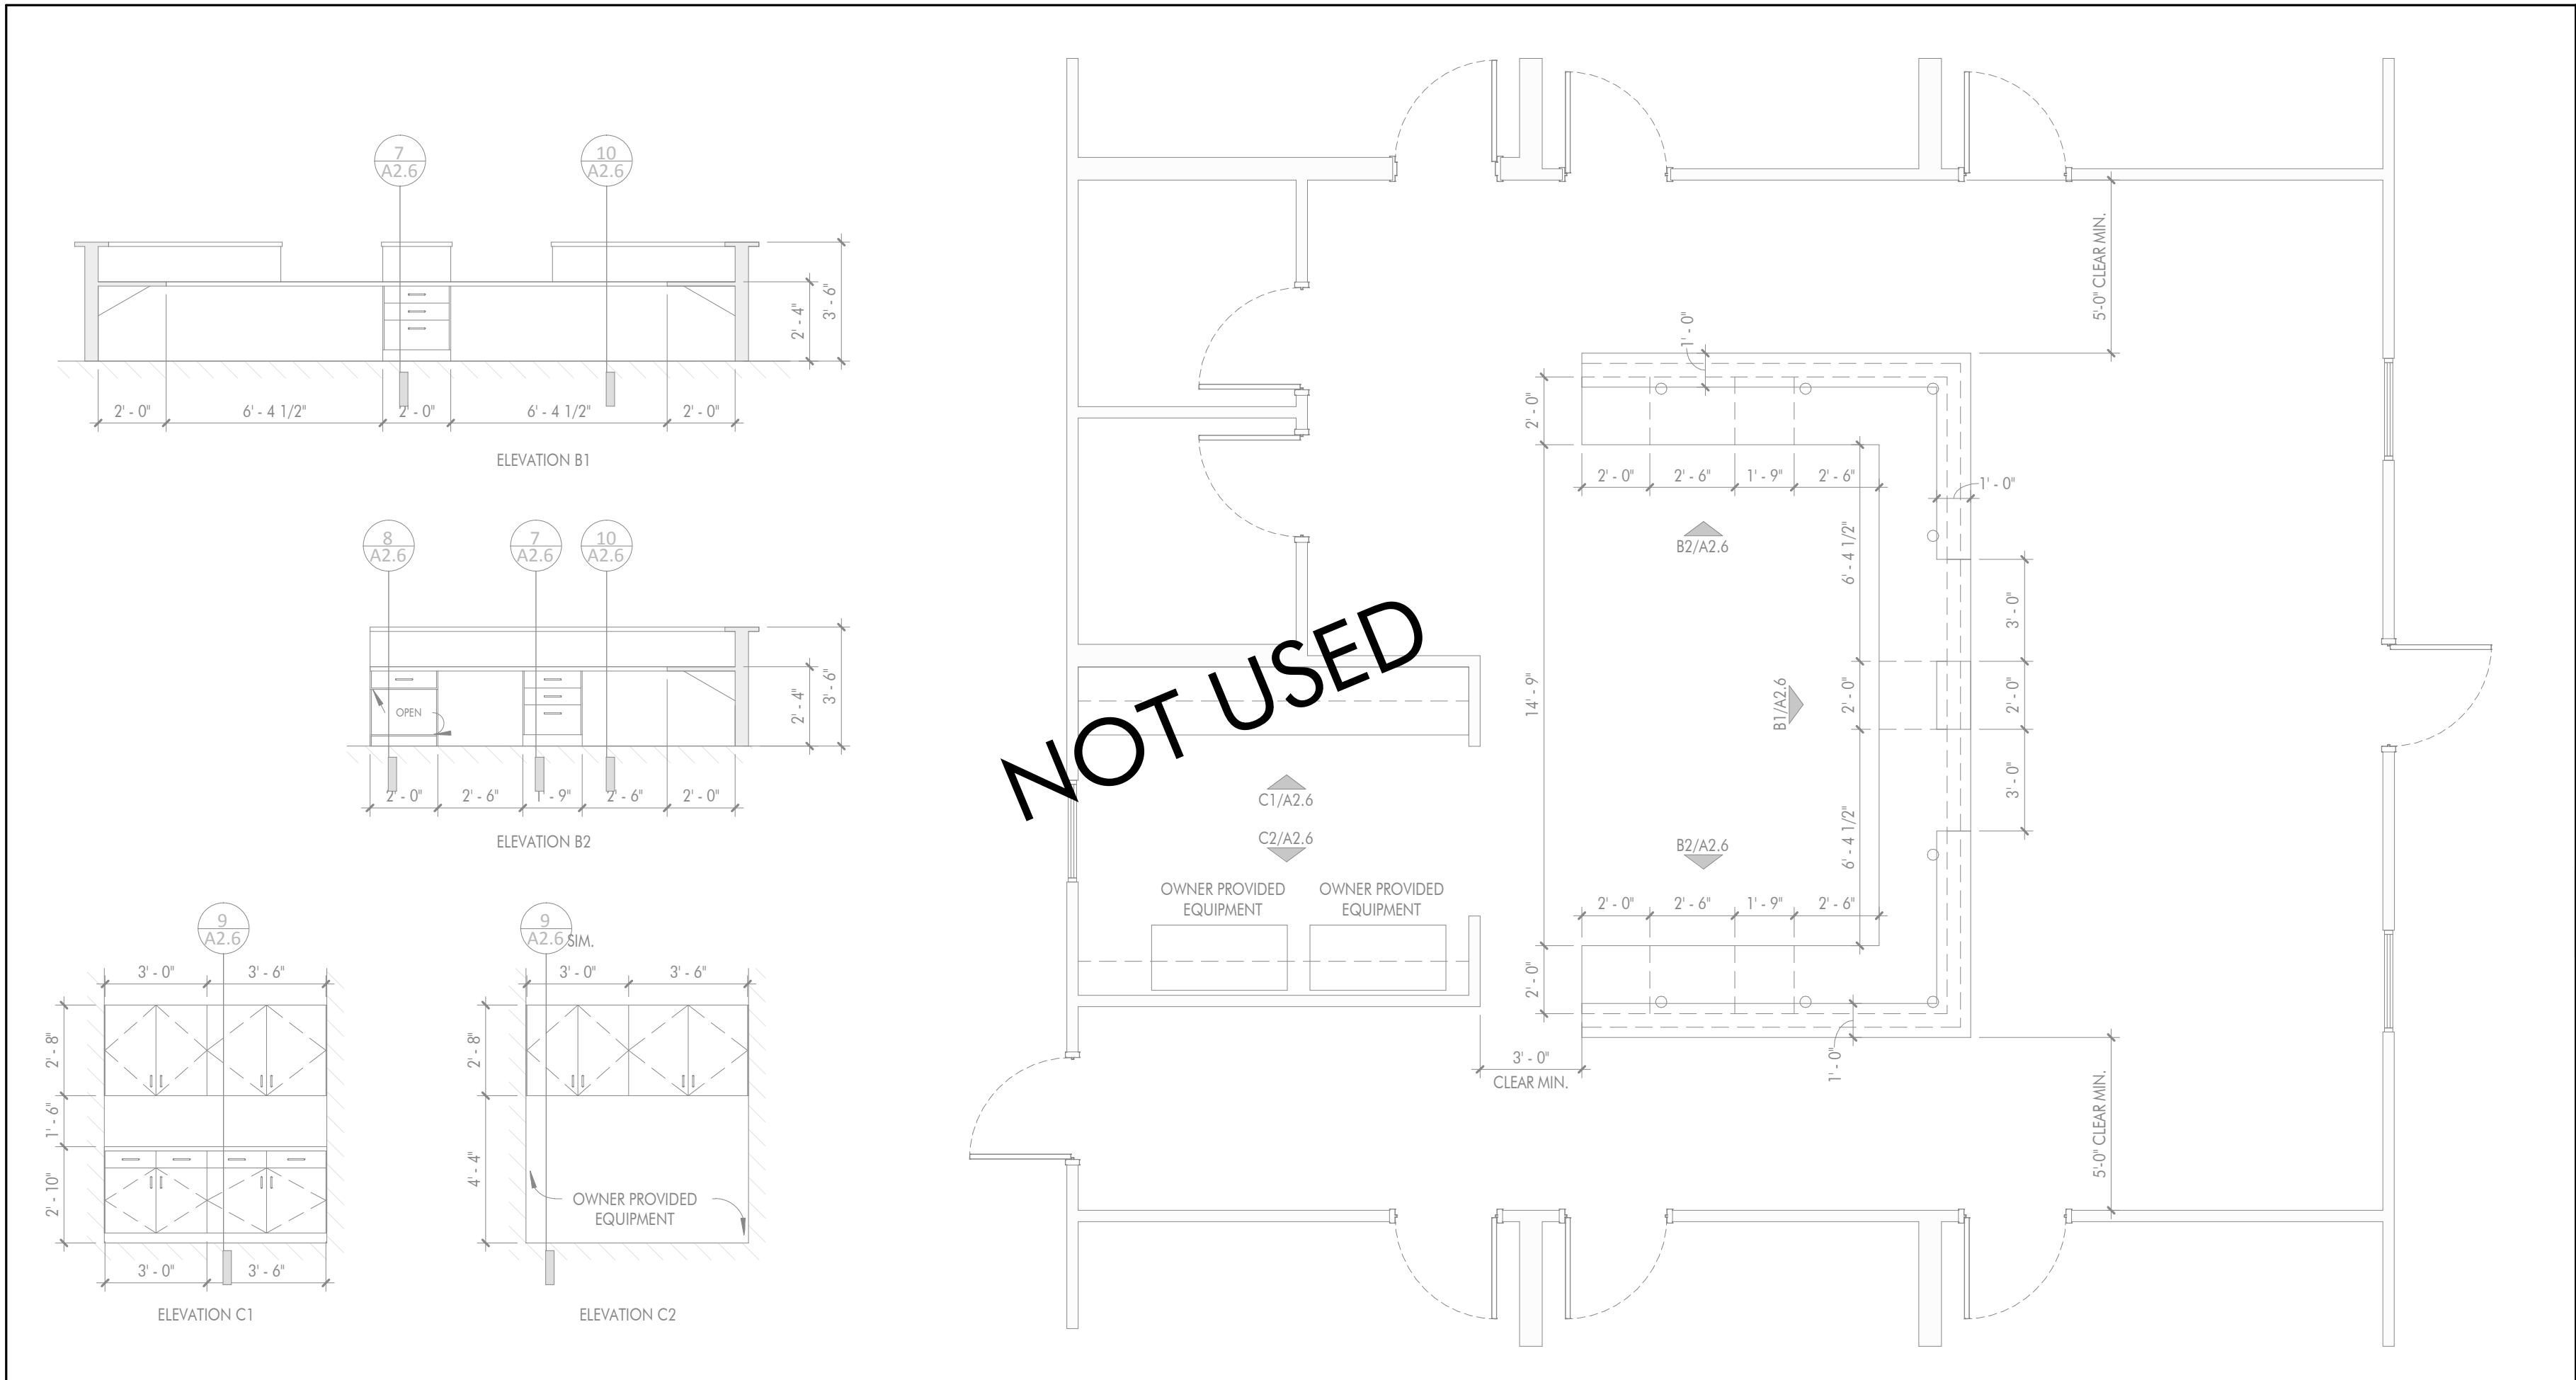 7
A2.6
10
A2.6
2' - 4"
3' - 6"
2' - 0"
6' - 4 1/2"
2' - 0"
6' - 4 1/2"
2' - 0"
ELEVATION B1
8
A2.6
7
A2.6
10
A2.6
OPEN
2' - 4"
3' - 6"
2' - 0"
2' - 6"
1' - 9"
2' - 6"
2' - 0"
ELEVATION B2
9
A2.6
3' - 0"
3' - 6"
2' - 8"
1' - 6"
2' - 10"
3' - 0"
3' - 6"
ELEVATION C1
9
A2.6
SIM.
3' - 0"
3' - 6"
2' - 8"
4' - 4"
OWNER PROVIDED
EQUIPMENT
ELEVATION C2
NOT USED
5'-0" CLEAR MIN.
1' - 0"
2' - 0"
2' - 0"
2' - 6"
1' - 9"
2' - 6"
1' - 0"
B2/A2.6
6' - 4 1/2"
3' - 0"
14' - 9"
B1/A2.6
2' - 0"
2' - 0"
3' - 0"
C1/A2.6
C2/A2.6
B2/A2.6
6' - 4 1/2"
OWNER PROVIDED
EQUIPMENT
OWNER PROVIDED
EQUIPMENT
2' - 0"
2' - 6"
1' - 9"
2' - 6"
2' - 0"
3' - 0"
CLEAR MIN.
1' - 0"
5'-0" CLEAR MIN.